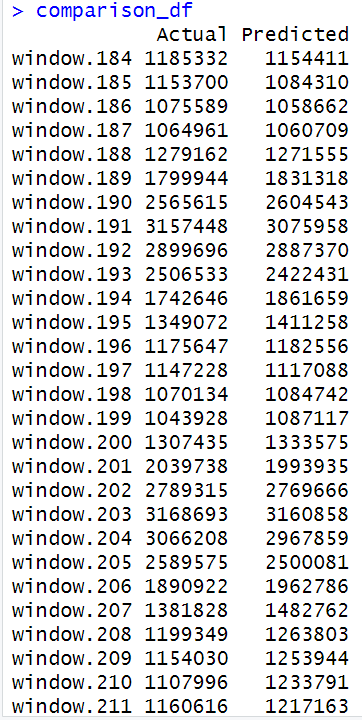 > comparison_df
Actual Predicted
window.184 1185332 1154411
window.185 1153700 1084310
window.186 1075589 1058662
window.187 1064961 1060709
window.188 1279162 1271555
window.189 1799944 1831318
window.190 2565615 2604543
window.191 3157448 3075958
window.192 2899696 2887370
window.193 2506533 2422431
window.194 1742646 1861659
window.195 1349072 1411258
window.196 1175647 1182556
window.197 1147228 1117088
window.198 1070134 1084742
window.199 1043928 1087117
window.200 1307435 1333575
window.201 2039738 1993935
window.202 2789315 2769666
window.203 3168693 3160858
window.204 3066208 2967859
window.205 2589575 2500081
window.206 1890922 1962786
window.207 1381828 1482762
window.208 1199349 1263803
window.209 1154030 1253944
window.210 1107996 1233791
window.211 1160616 1217163